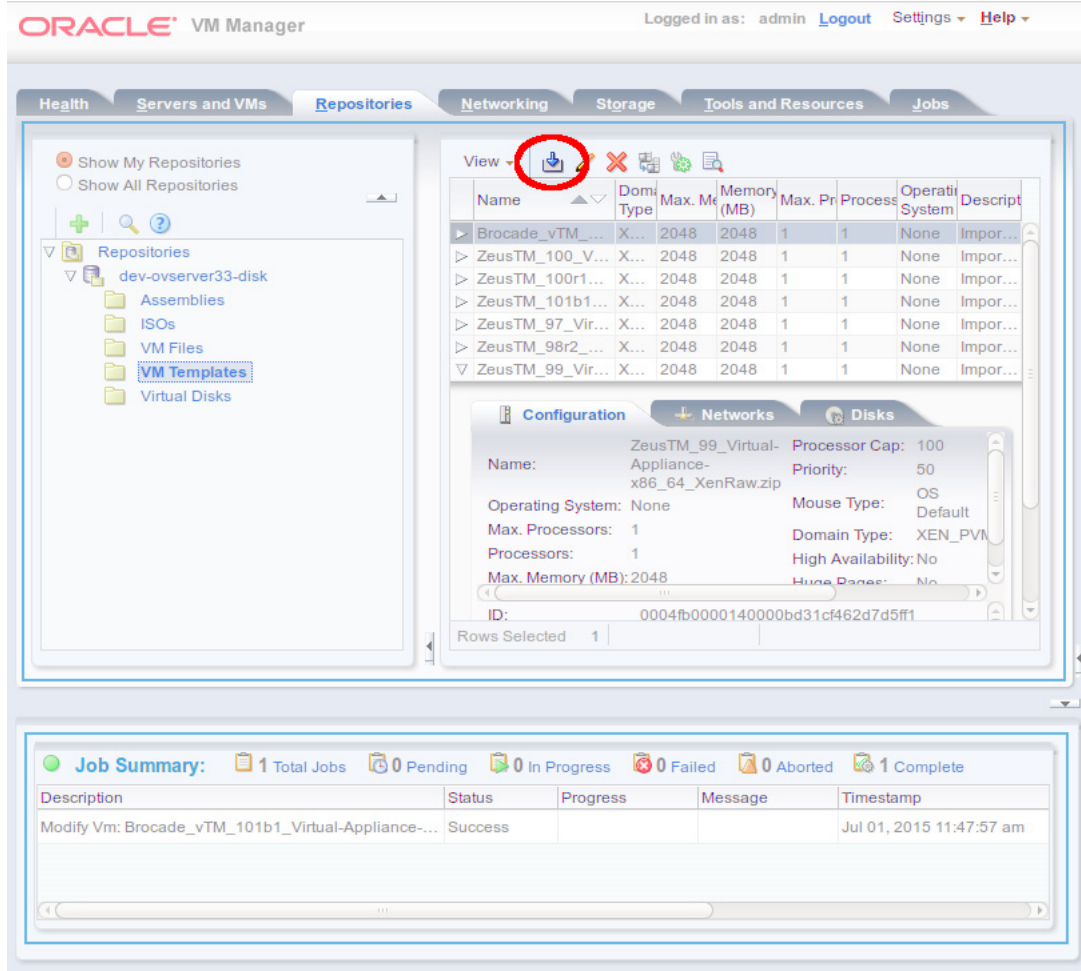 ORACLE VM Manager
Logged in as: admin Logout Settings Help
Health Servers and VMs Repositories Networking Storage Tools and Resources Jobs
Show My Repositories
Show All Repositories
Repositories
dev-ovserver33-disk
Assemblies
ISOs
VM Files
VM Templates
Virtual Disks
View
Name Doma Type Max. Me Memory (MB) Max. Pr Process Operatin System Descript
Brocade_vTM_... X... 2048 2048 1 1 None Impor...
ZeusTM_100_V... X... 2048 2048 1 1 None Impor...
ZeusTM_100r1... X... 2048 2048 1 1 None Impor...
ZeusTM_101b1... X... 2048 2048 1 1 None Impor...
ZeusTM_97_Vir... X... 2048 2048 1 1 None Impor...
ZeusTM_98r2_... X... 2048 2048 1 1 None Impor...
ZeusTM_99_Vir... X... 2048 2048 1 1 None Impor...
Configuration Networks Disks
Name: ZeusTM_99_Virtual-Appliance-x86_64_XenRaw.zip
Operating System: None
Max. Processors: 1
Processors: 1
Max. Memory (MB): 2048
Processor Cap: 100
Priority: 50
Mouse Type: OS Default
Domain Type: XEN_PVM
High Availability: No
Huge Pages: No
ID: 0004fb0000140000bd31cf462d7d5ff1
Rows Selected 1
Job Summary: 1 Total Jobs 0 Pending 0 In Progress 0 Failed 0 Aborted 1 Complete
Description Status Progress Message Timestamp
Modify Vm: Brocade_vTM_101b1_Virtual-Appliance-... Success Jul 01, 2015 11:47:57 am